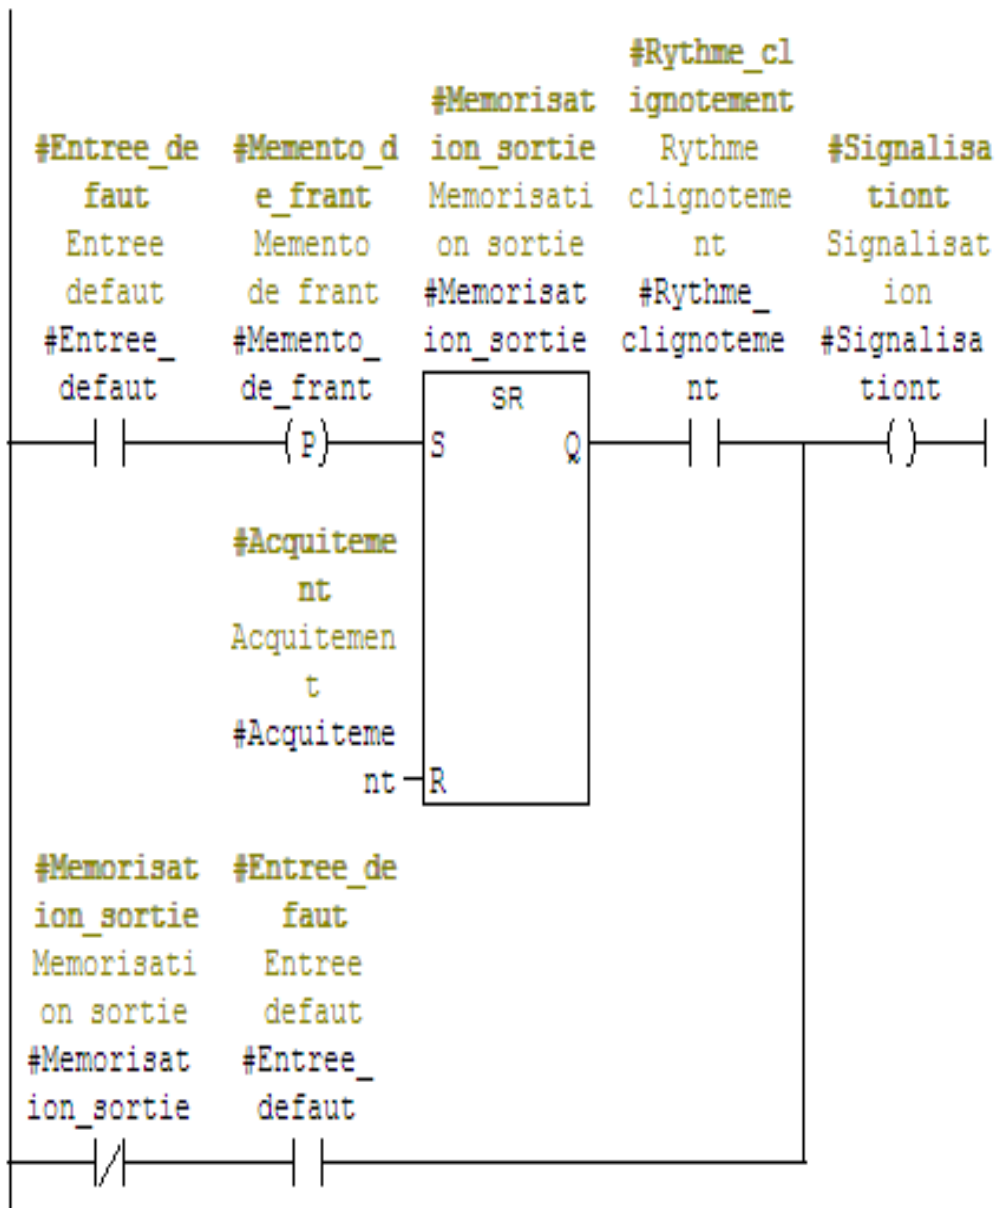 #Entree_de
faut
Entree
defaut
#Entree_
defaut
#Memento_d
e_frant
Memento
de frant
#Memento_
de_frant
P
#Memorisat
ion_sortie
Memorisati
on sortie
#Memorisat
ion_sortie
SR
S
Q
#Rythme_cl
ignotement
Rythme
clignoteme
nt
#Rythme_
clignoteme
nt
#Signalisa
tiont
Signalisat
ion
#Signalisa
tiont
#Acquiteme
nt
Acquitemen
t
#Acquiteme
nt
R
#Memorisat
ion_sortie
Memorisati
on sortie
#Memorisat
ion_sortie
#Entree_de
faut
Entree
defaut
#Entree_
defaut